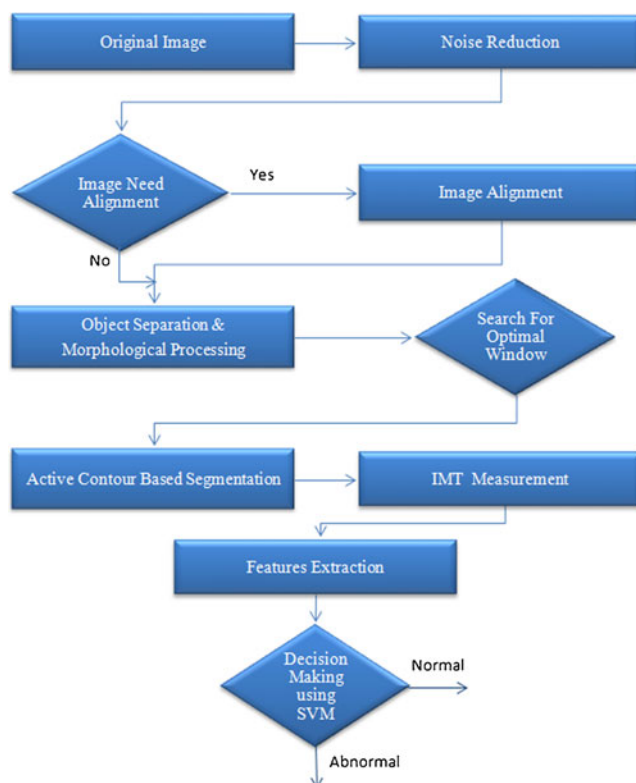 Original Image
Noise Reduction
Image Need
Alignment
Yes
Image Alignment
No
Object Separation &
Morphological Processing
Search For
Optimal
Window
Active Contour Based Segmentation
IMT Measurement
Features Extraction
Decision
Making
using
SVM
Normal
Abnormal